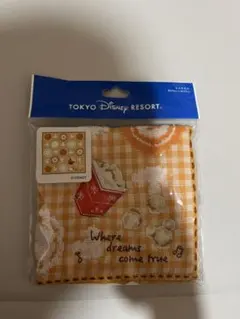 TOKYO Disney RESORT
Where
dreams
come true